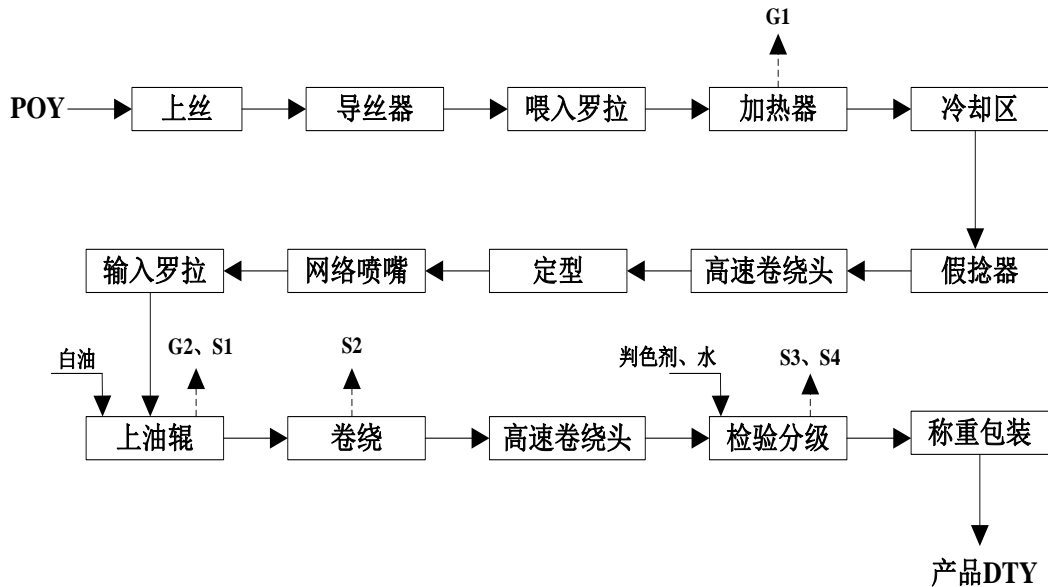 G1
POY
上丝
导丝器
喂入罗拉
加热器
冷却区
输入罗拉
网络喷嘴
定型
高速卷绕头
假捻器
白油
G2、S1
S2
判色剂、水
S3、S4
上油辊
卷绕
高速卷绕头
检验分级
称重包装
产品DTY